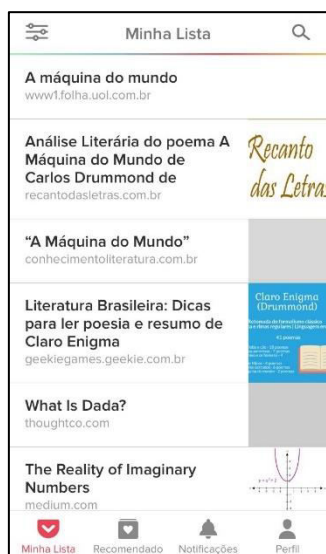 Minha Lista
A máquina do mundo
www1.folha.uol.com.br
Análise Literária do poema A
Máquina do Mundo de
Carlos Drummond de
recantodasletras.com.br
Recanto
das Letras
“A Máquina do Mundo”
conhecimentoliteratura.com.br
Literatura Brasileira: Dicas
para ler poesia e resumo de
Claro Enigma
geekiegames.geekie.com.br
Claro Enigma
(Drummond)
41 poemas
What Is Dada?
thoughtco.com
The Reality of Imaginary
Numbers
medium.com
Minha Lista
Recomendado
Notificações
Perfil